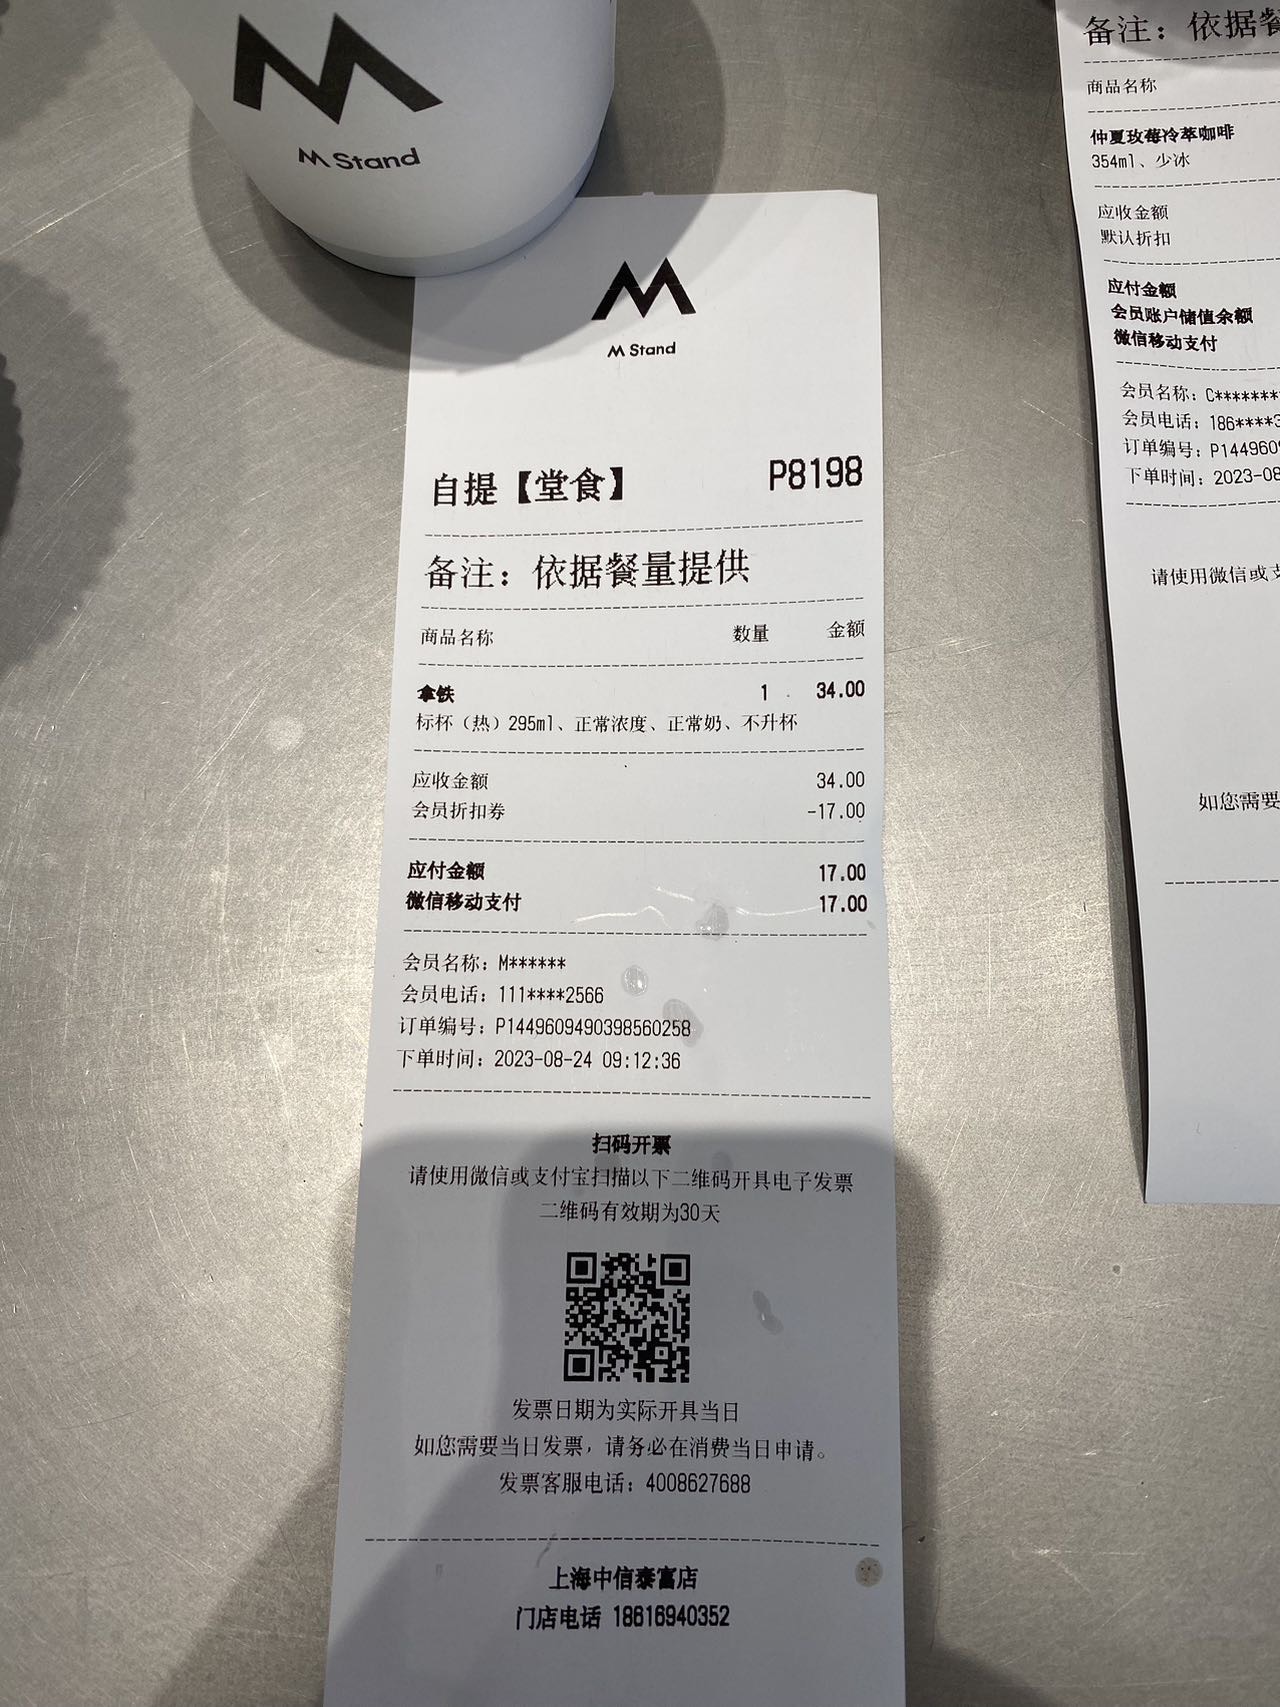 M Stand
M Stand
自提【堂食】 P8198
备注：依据餐量提供
商品名称 数量 金额
拿铁 1 34.00
标杯（热）295ml、正常浓度、正常奶、不升杯
应收金额 34.00
会员折扣券 -17.00
应付金额 17.00
微信移动支付 17.00
会员名称：M******
会员电话：111****2566
订单编号：P1449609490398560258
下单时间：2023-08-24 09:12:36
扫码开票
请使用微信或支付宝扫描以下二维码开具电子发票
二维码有效期为30天
发票日期为实际开具当日
如您需要当日发票，请务必在消费当日申请。
发票客服电话：4008627688
上海中信泰富店
门店电话 18616940352
备注：依据餐
商品名称
仲夏玫莓冷萃咖啡
354ml、少冰
应收金额
默认折扣
应付金额
会员账户储值余额
微信移动支付
会员名称：C*******
会员电话：186****3
订单编号：P1449609
下单时间：2023-08
请使用微信或支
如您需要